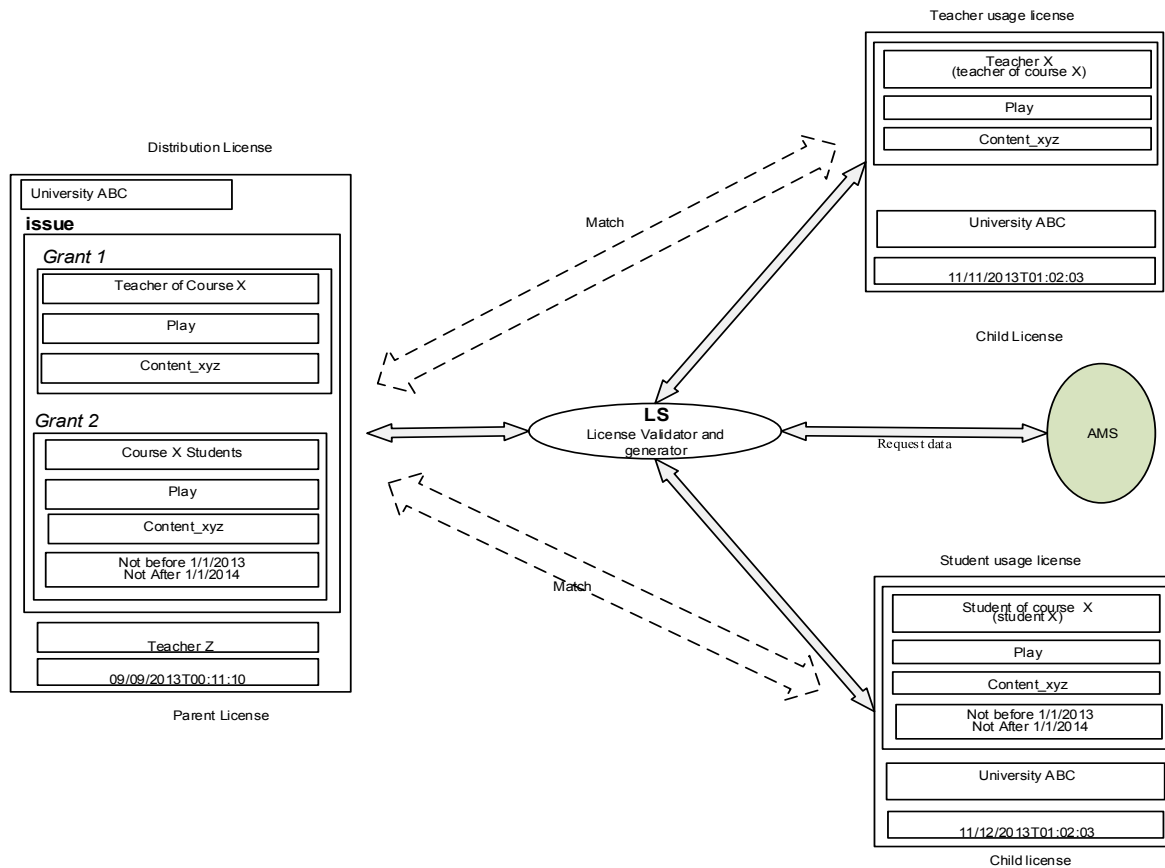 Distribution License
University ABC
issue
Grant 1
Teacher of Course X
Play
Content_xyz
Grant 2
Course X Students
Play
Content_xyz
Not before 1/1/2013
Not After 1/1/2014
Teacher Z
09/09/2013T00:11:10
Parent License
Match
Match
LS
License Validator and
generator
Request data
AMS
Teacher usage license
Teacher X
(teacher of course X)
Play
Content_xyz
University ABC
11/11/2013T01:02:03
Child License
Student usage license
Student of course X
(student X)
Play
Content_xyz
Not before 1/1/2013
Not After 1/1/2014
University ABC
11/12/2013T01:02:03
Child license